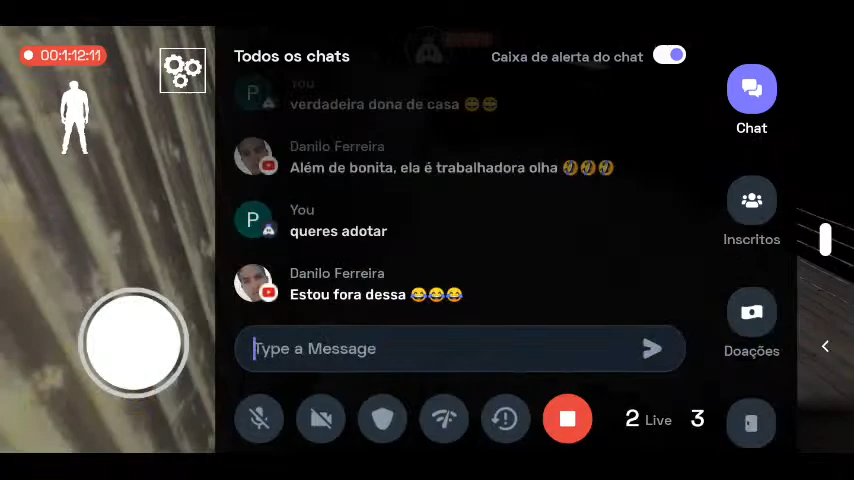 00:1:12:11
Todos os chats
Caixa de alerta do chat
You
P
verdadeira dona de casa 😁😁
Danilo Ferreira
Além de bonita, ela é trabalhadora olha 🤣🤣🤣
You
P
queres adotar
Danilo Ferreira
Estou fora dessa 😂😂😂
Type a Message
2 Live 3
Chat
Inscritos
Doações